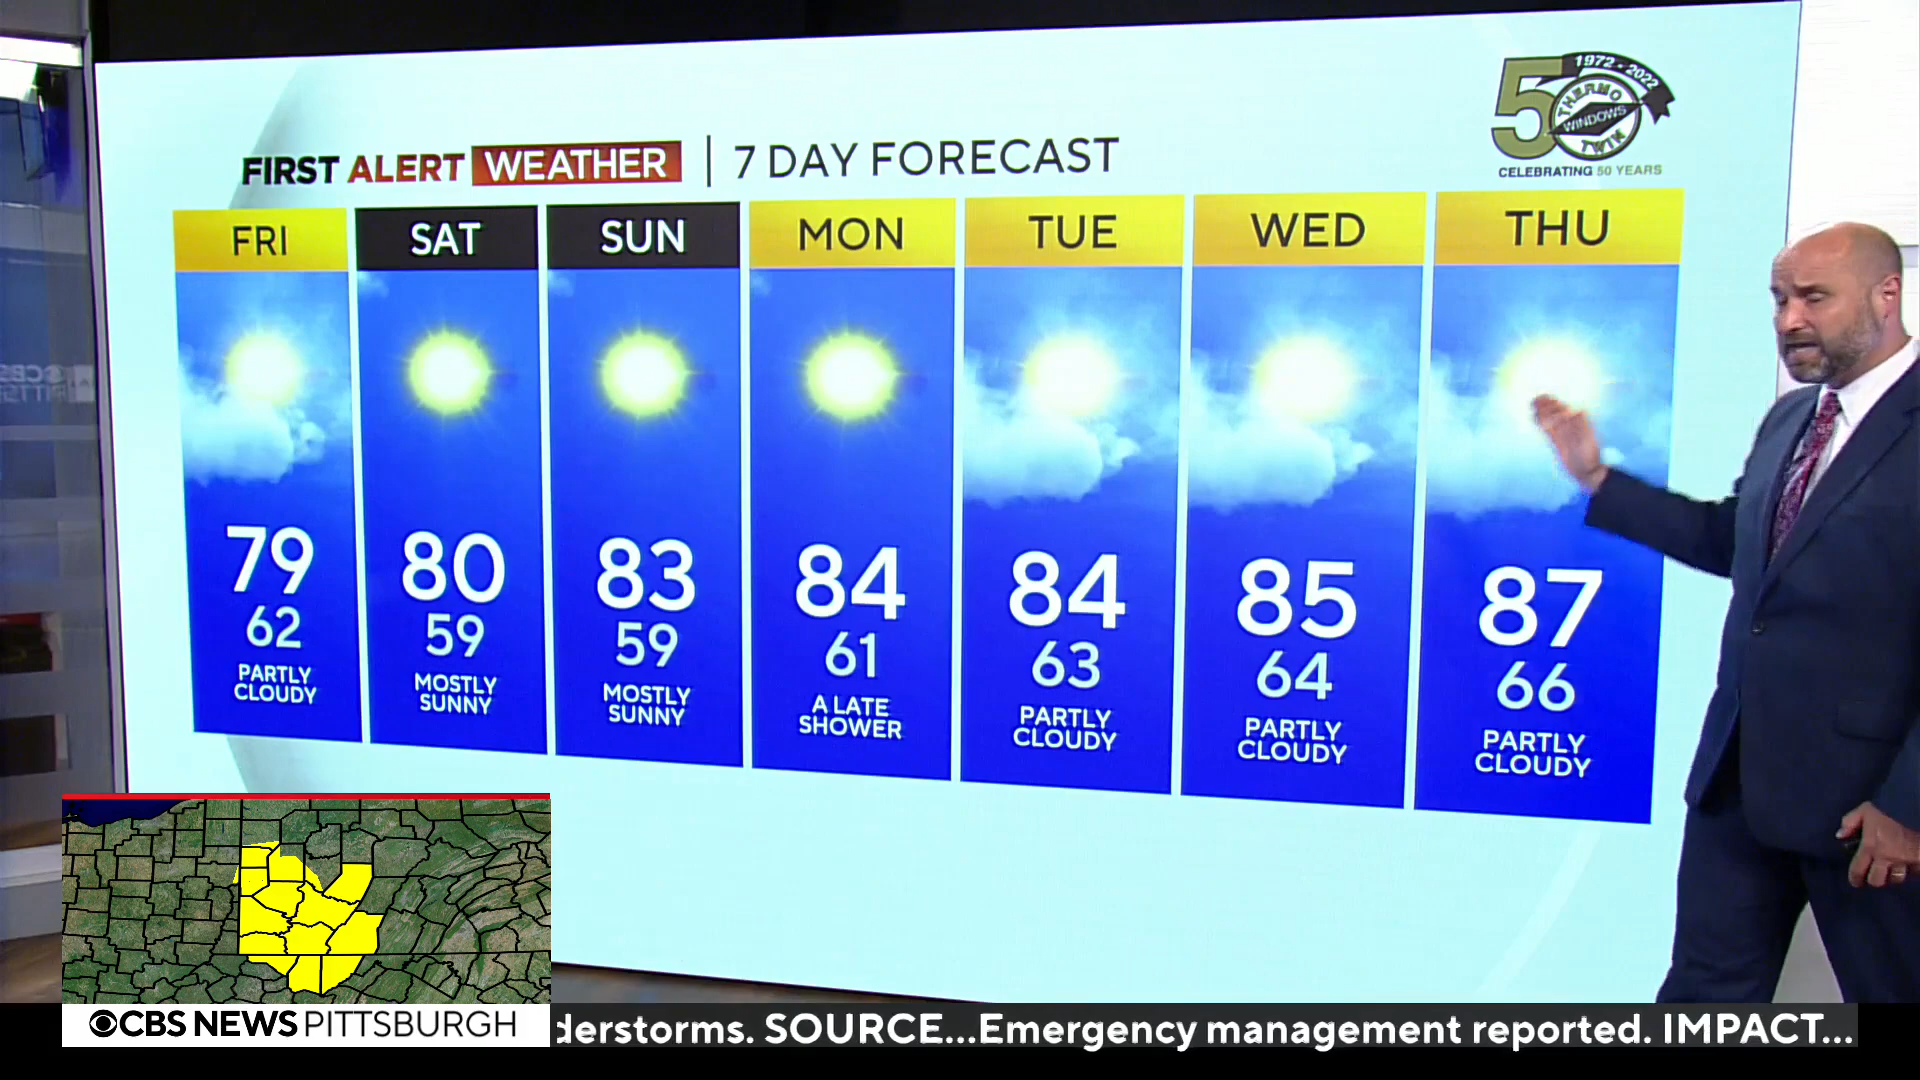 1972 - 2022
50
THERMO
WINDOWS
TWIN
CELEBRATING 50 YEARS
FIRST ALERT WEATHER | 7 DAY FORECAST
FRI
SAT
SUN
MON
TUE
WED
THU
79
80
83
84
84
85
87
62
59
59
61
63
64
66
PARTLY
CLOUDY
MOSTLY
SUNNY
MOSTLY
SUNNY
A LATE
SHOWER
PARTLY
CLOUDY
PARTLY
CLOUDY
PARTLY
CLOUDY
CBS NEWS PITTSBURGH
derstorms. SOURCE...Emergency management reported. IMPACT...